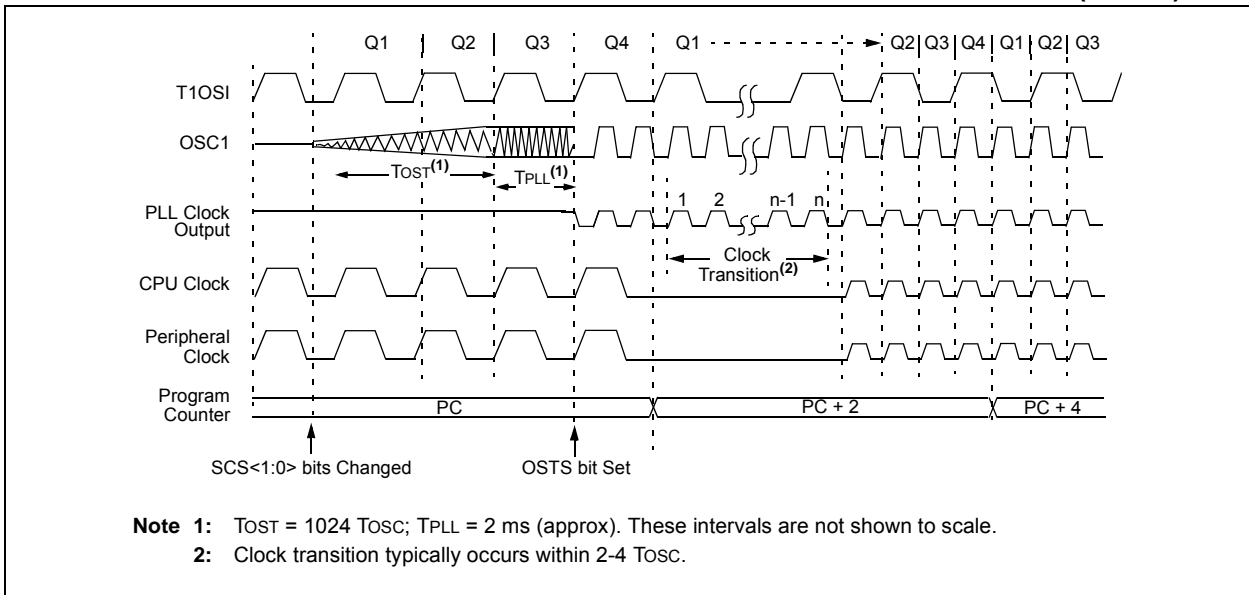 Q1 Q2 Q3 Q4 Q1 Q2 Q3 Q4 Q1 Q2 Q3
T1OSI
OSC1
TOST(1)
TPLL(1)
1 2 n-1 n
PLL Clock
Output
Clock
Transition(2)
CPU Clock
Peripheral
Clock
Program
Counter
PC PC + 2 PC + 4
SCS<1:0> bits Changed OSTS bit Set
Note 1: TOST = 1024 TOSC; TPLL = 2 ms (approx). These intervals are not shown to scale.
2: Clock transition typically occurs within 2-4 TOSC.